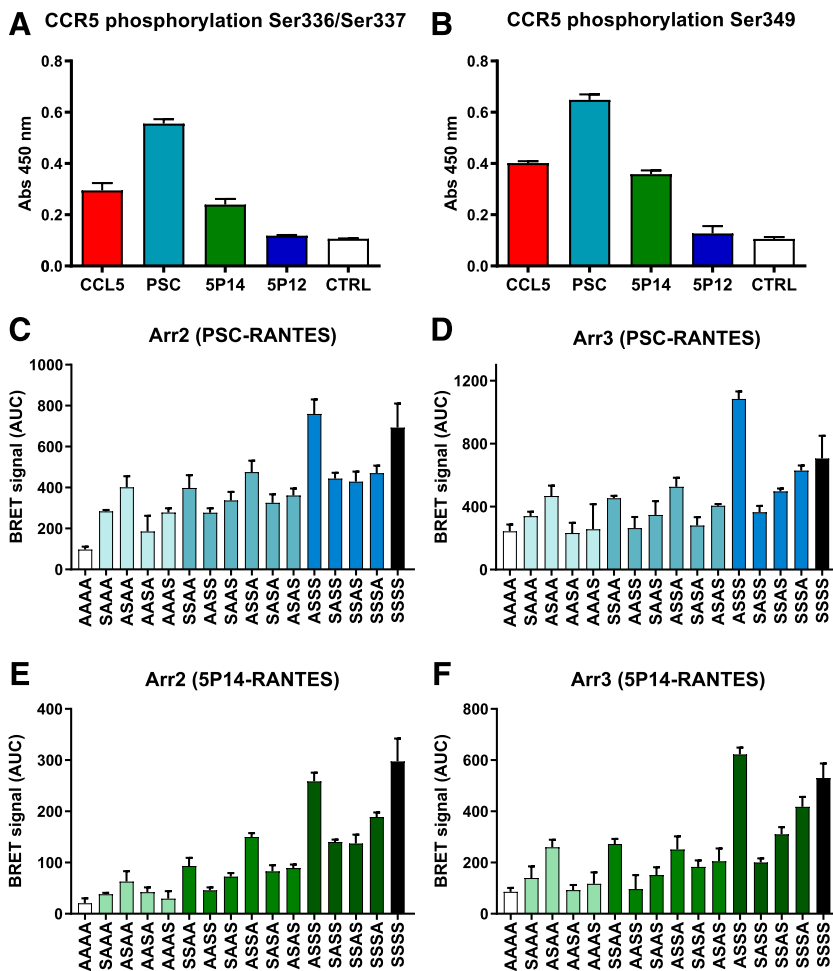 A CCR5 phosphorylation Ser336/Ser337
Abs 450 nm
0.8
0.6
0.4
0.2
0.0
CCL5 PSC 5P14 5P12 CTRL
B CCR5 phosphorylation Ser349
Abs 450 nm
0.8
0.6
0.4
0.2
0.0
CCL5 PSC 5P14 5P12 CTRL
C Arr2 (PSC-RANTES)
BRET signal (AUC)
1000
800
600
400
200
0
AAAA SAAA ASAA AASA AAAS SSAA AASS SAAS ASSA SASA ASAS ASSS SASS SSAS SSSA SSSS
D Arr3 (PSC-RANTES)
BRET signal (AUC)
1200
800
400
0
AAAA SAAA ASAA AASA AAAS SSAA AASS SAAS ASSA SASA ASAS ASSS SASS SSAS SSSA SSSS
E Arr2 (5P14-RANTES)
BRET signal (AUC)
400
300
200
100
0
AAAA SAAA ASAA AASA AAAS SSAA AASS SAAS ASSA SASA ASAS ASSS SASS SSAS SSSA SSSS
F Arr3 (5P14-RANTES)
BRET signal (AUC)
800
600
400
200
0
AAAA SAAA ASAA AASA AAAS SSAA AASS SAAS ASSA SASA ASAS ASSS SASS SSAS SSSA SSSS